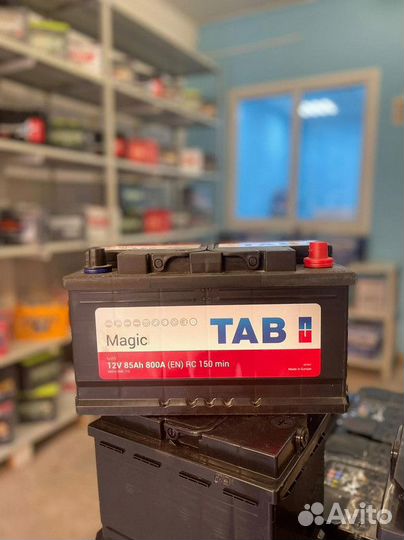 Magic
TAB
12V 85Ah 800A (EN) RC 150 min
Made in Europe
Avito